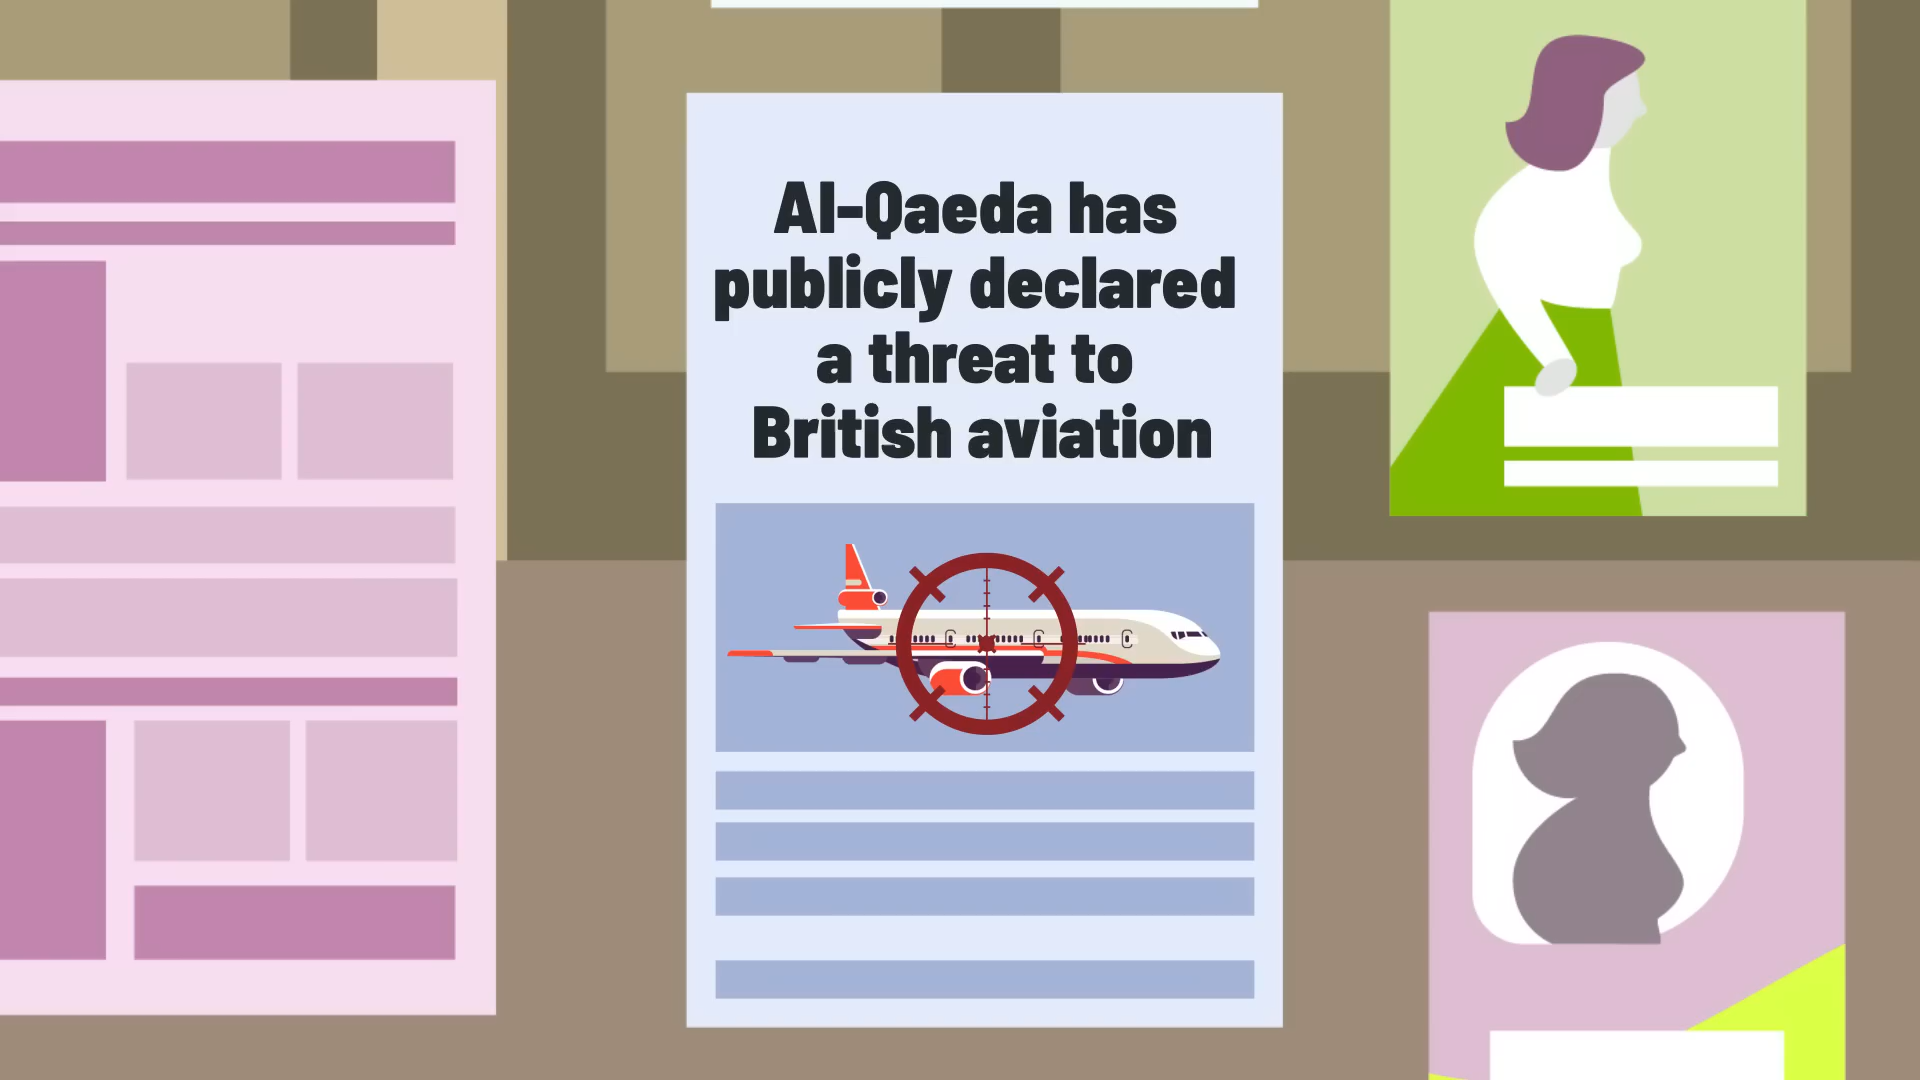 Al-Qaeda has
publicly declared
a threat to
British aviation